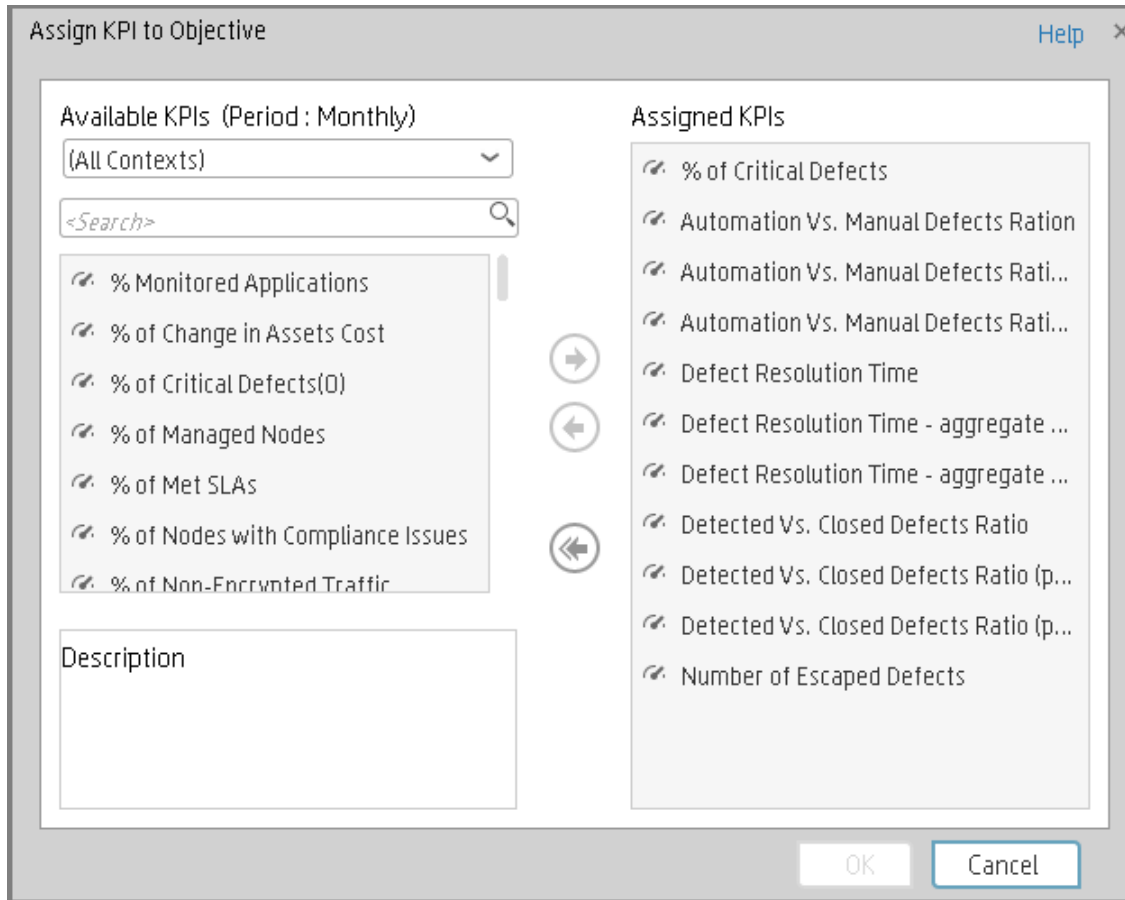 Assign KPI to Objective
Help
Available KPIs (Period : Monthly)
(All Contexts)
<Search>
% Monitored Applications
% of Change in Assets Cost
% of Critical Defects(0)
% of Managed Nodes
% of Met SLAs
% of Nodes with Compliance Issues
% of Non-Encrypted Traffic
Description
Assigned KPIs
% of Critical Defects
Automation Vs. Manual Defects Ration
Automation Vs. Manual Defects Rati...
Automation Vs. Manual Defects Rati...
Defect Resolution Time
Defect Resolution Time - aggregate ...
Defect Resolution Time - aggregate ...
Detected Vs. Closed Defects Ratio
Detected Vs. Closed Defects Ratio (p...
Detected Vs. Closed Defects Ratio (p...
Number of Escaped Defects
OK
Cancel